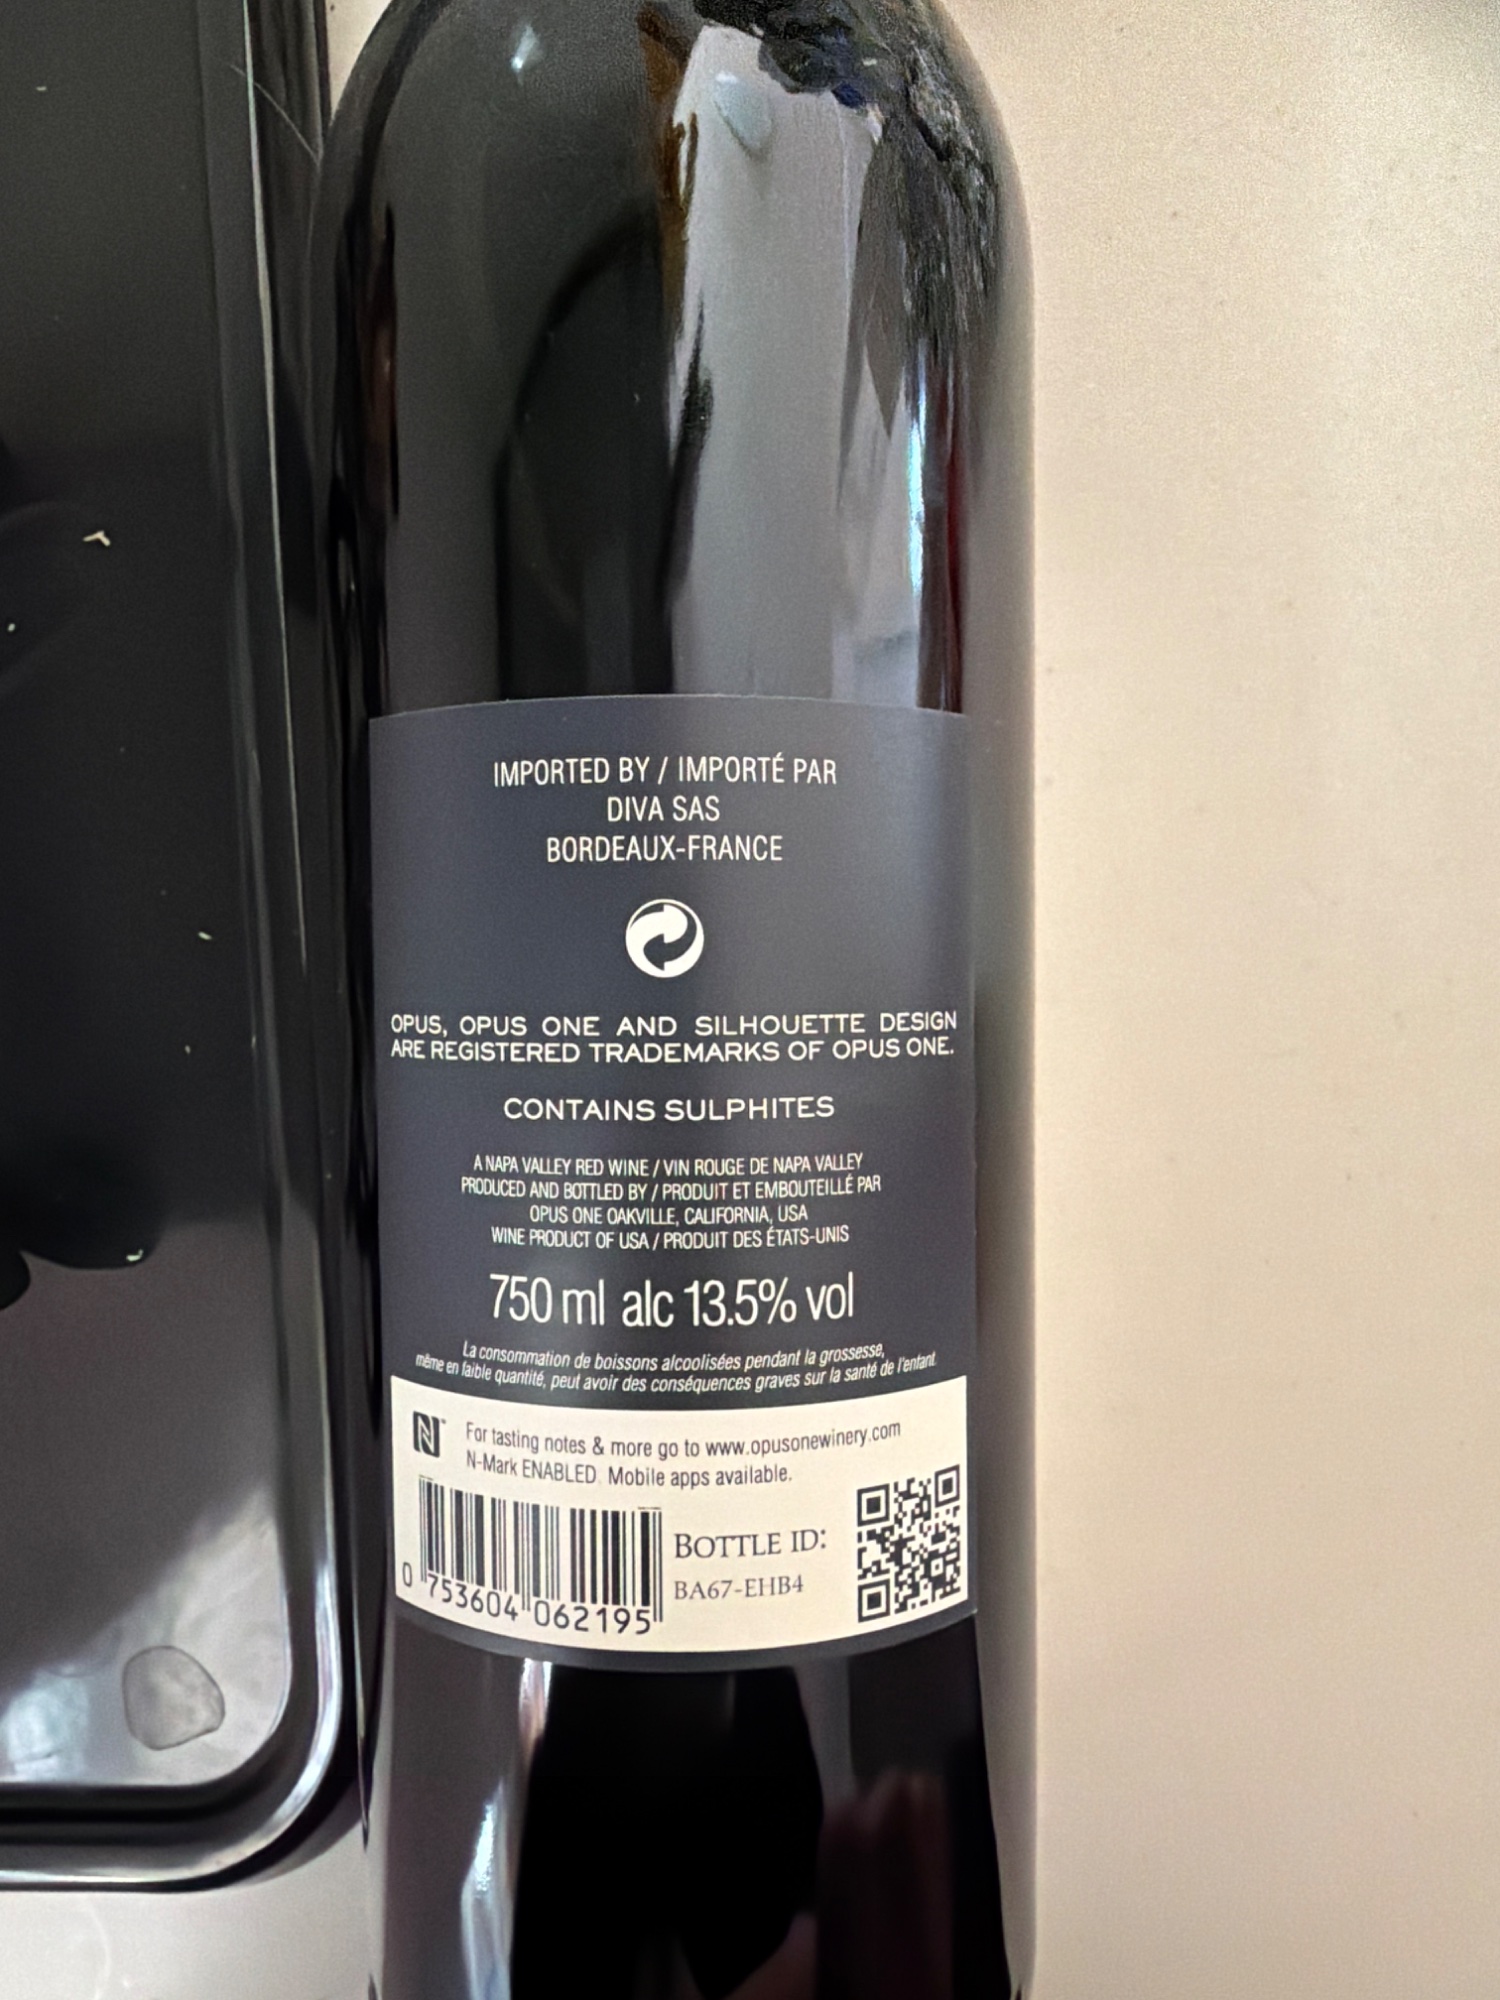 IMPORTED BY / IMPORTÉ PAR
DIVA SAS
BORDEAUX-FRANCE
OPUS, OPUS ONE AND SILHOUETTE DESIGN
ARE REGISTERED TRADEMARKS OF OPUS ONE.
CONTAINS SULPHITES
A NAPA VALLEY RED WINE / VIN ROUGE DE NAPA VALLEY
PRODUCED AND BOTTLED BY / PRODUIT ET EMBOUTEILLÉ PAR
OPUS ONE OAKVILLE, CALIFORNIA, USA
WINE PRODUCT OF USA / PRODUIT DES ÉTATS-UNIS
750 ml alc 13.5% vol
La consommation de boissons alcoolisées pendant la grossesse,
même en faible quantité, peut avoir des conséquences graves sur la santé de l'enfant.
N™ For tasting notes & more go to www.opusonewinery.com
N-Mark ENABLED. Mobile apps available.
BOTTLE ID:
BA67-EHB4
0 753604 062195